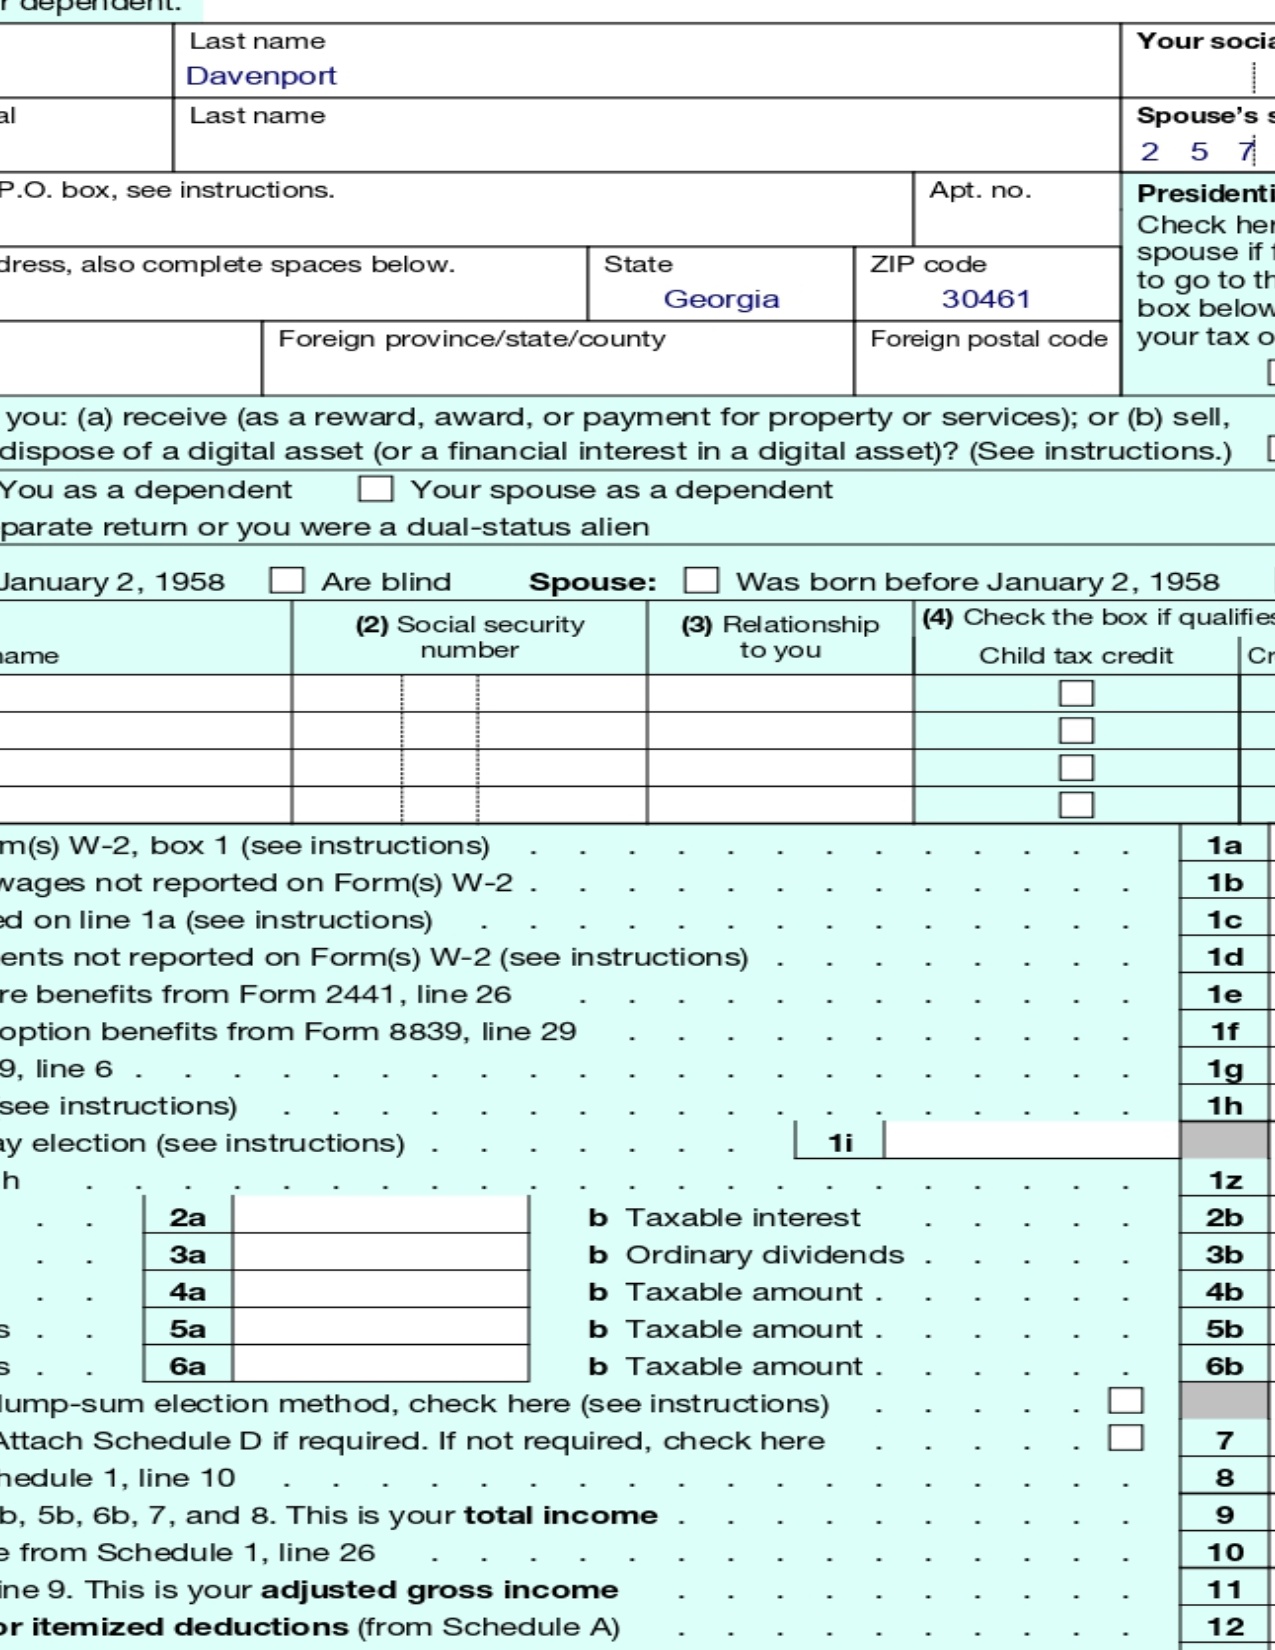 r dependent.
Last name Your socia
Davenport
al Last name Spouse's s
2 5 7
P.O. box, see instructions. Apt. no. Presidenti
Check her
dress, also complete spaces below. State ZIP code spouse if f
Georgia 30461 to go to th
box below
Foreign province/state/county Foreign postal code your tax o
you: (a) receive (as a reward, award, or payment for property or services); or (b) sell,
dispose of a digital asset (or a financial interest in a digital asset)? (See instructions.)
You as a dependent Your spouse as a dependent
parate return or you were a dual-status alien
January 2, 1958 Are blind Spouse: Was born before January 2, 1958
(2) Social security number (3) Relationship to you (4) Check the box if qualifies
name Child tax credit Cr
m(s) W-2, box 1 (see instructions) . . . . . . . . . . . . . 1a
wages not reported on Form(s) W-2 . . . . . . . . . . . . . 1b
ed on line 1a (see instructions) . . . . . . . . . . . . . . 1c
ents not reported on Form(s) W-2 (see instructions) . . . . . . . . 1d
re benefits from Form 2441, line 26 . . . . . . . . . . . . 1e
option benefits from Form 8839, line 29 . . . . . . . . . . . 1f
9, line 6 . . . . . . . . . . . . . . . . . . . . . 1g
see instructions) . . . . . . . . . . . . . . . . . . 1h
ay election (see instructions) . . . . . . . 1i
h . . . . . . . . . . . . . . . . . . . . . . 1z
. . 2a b Taxable interest . . . . . 2b
. . 3a b Ordinary dividends . . . . . 3b
. . 4a b Taxable amount . . . . . . 4b
s . . 5a b Taxable amount . . . . . . 5b
s . . 6a b Taxable amount . . . . . . 6b
lump-sum election method, check here (see instructions) . . . . .
Attach Schedule D if required. If not required, check here . . . . . 7
hedule 1, line 10 . . . . . . . . . . . . . . . . . . 8
b, 5b, 6b, 7, and 8. This is your total income . . . . . . . . . . 9
e from Schedule 1, line 26 . . . . . . . . . . . . . . . 10
ine 9. This is your adjusted gross income . . . . . . . . . . 11
or itemized deductions (from Schedule A) . . . . . . . . . . 12